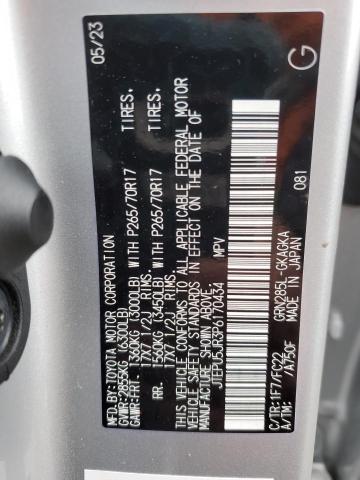 MFD.BY:TOYOTA MOTOR CORPORATION 05/23
GVWR:2855KG (6300LB)
GAWR:FRT. 1360KG (3000LB) WITH P265/70R17 TIRES.
17X7 1/2J RIMS.
RR. 1560KG (3450LB) WITH P265/70R17 TIRES.
17X7 1/2J RIMS.
THIS VEHICLE CONFORMS TO ALL APPLICABLE FEDERAL MOTOR
VEHICLE SAFETY STANDARDS IN EFFECT ON THE DATE OF
MANUFACTURE SHOWN ABOVE.
JTEPU5JR3P6170434 MPV
C/TR:1F7/FC22 GRN285L-GKAGKA 081
A/TM: /A750F MADE IN JAPAN
G